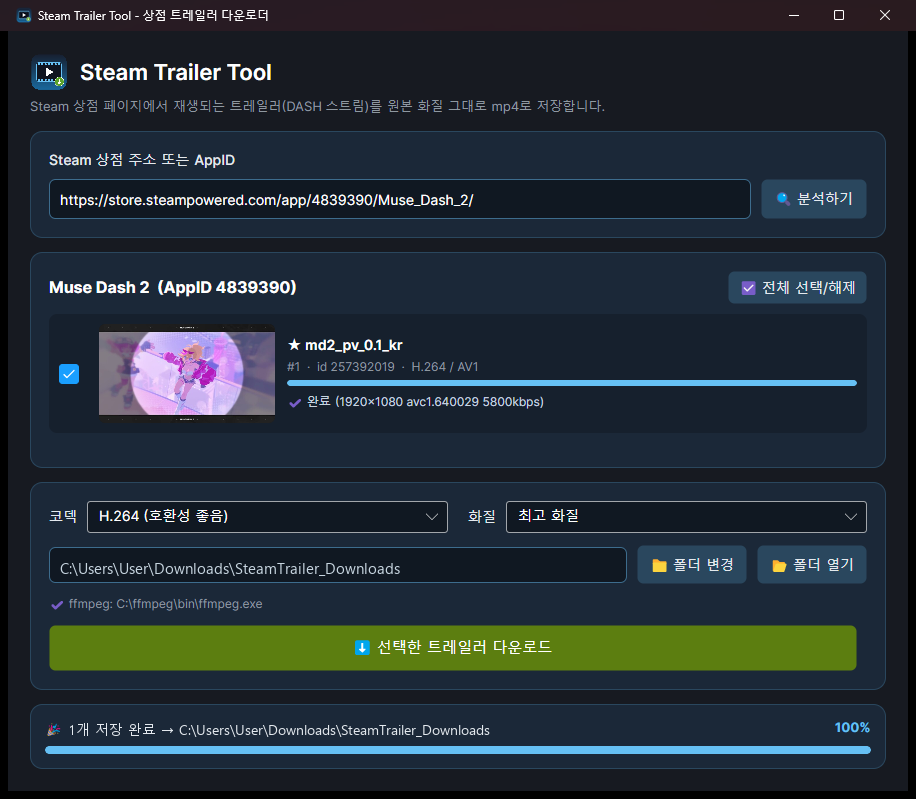 Steam Trailer Tool - 상점 트레일러 다운로더
Steam Trailer Tool
Steam 상점 페이지에서 재생되는 트레일러(DASH 스트림)를 원본 화질 그대로 mp4로 저장합니다.
Steam 상점 주소 또는 AppID
https://store.steampowered.com/app/4839390/Muse_Dash_2/
분석하기
Muse Dash 2 (AppID 4839390)
전체 선택/해제
★ md2_pv_0.1_kr
#1 · id 257392019 · H.264 / AV1
완료 (1920×1080 avc1.640029 5800kbps)
코덱
H.264 (호환성 좋음)
화질
최고 화질
C:\Users\User\Downloads\SteamTrailer_Downloads
폴더 변경
폴더 열기
ffmpeg: C:\ffmpeg\bin\ffmpeg.exe
선택한 트레일러 다운로드
1개 저장 완료 → C:\Users\User\Downloads\SteamTrailer_Downloads
100%